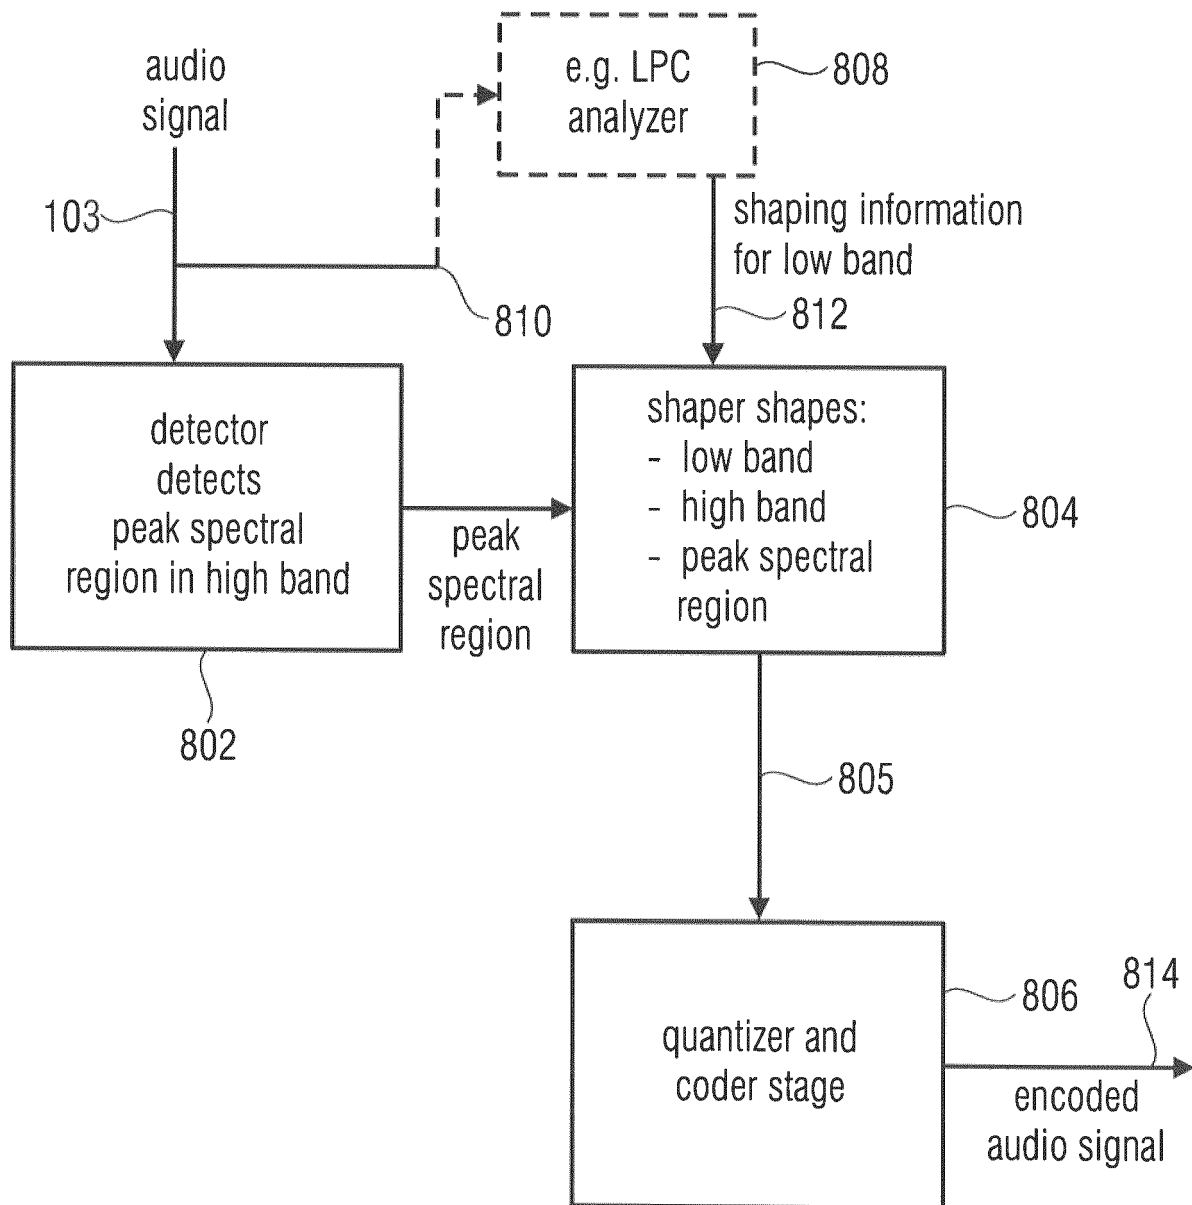 audio
signal
103
e.g. LPC
analyzer
808
810
shaping information
for low band
812
detector
detects
peak spectral
region in high band
802
peak
spectral
region
shaper shapes:
- low band
- high band
- peak spectral
region
804
805
quantizer and
coder stage
806
814
encoded
audio signal